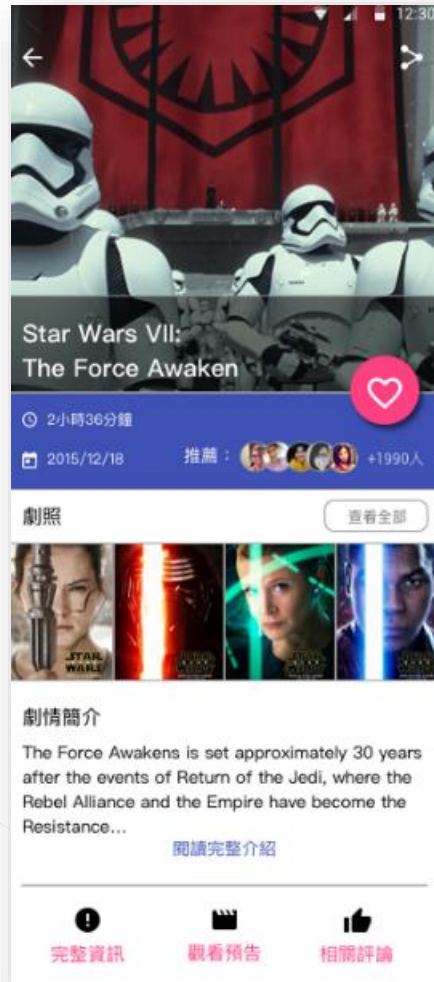 12:30
Star Wars VII:
The Force Awaken
2小時36分鐘
2015/12/18 推薦： +1990人
劇照 查看全部
STAR WARS
劇情簡介
The Force Awakens is set approximately 30 years
after the events of Return of the Jedi, where the
Rebel Alliance and the Empire have become the
Resistance...
閱讀完整介紹
完整資訊 觀看預告 相關評論